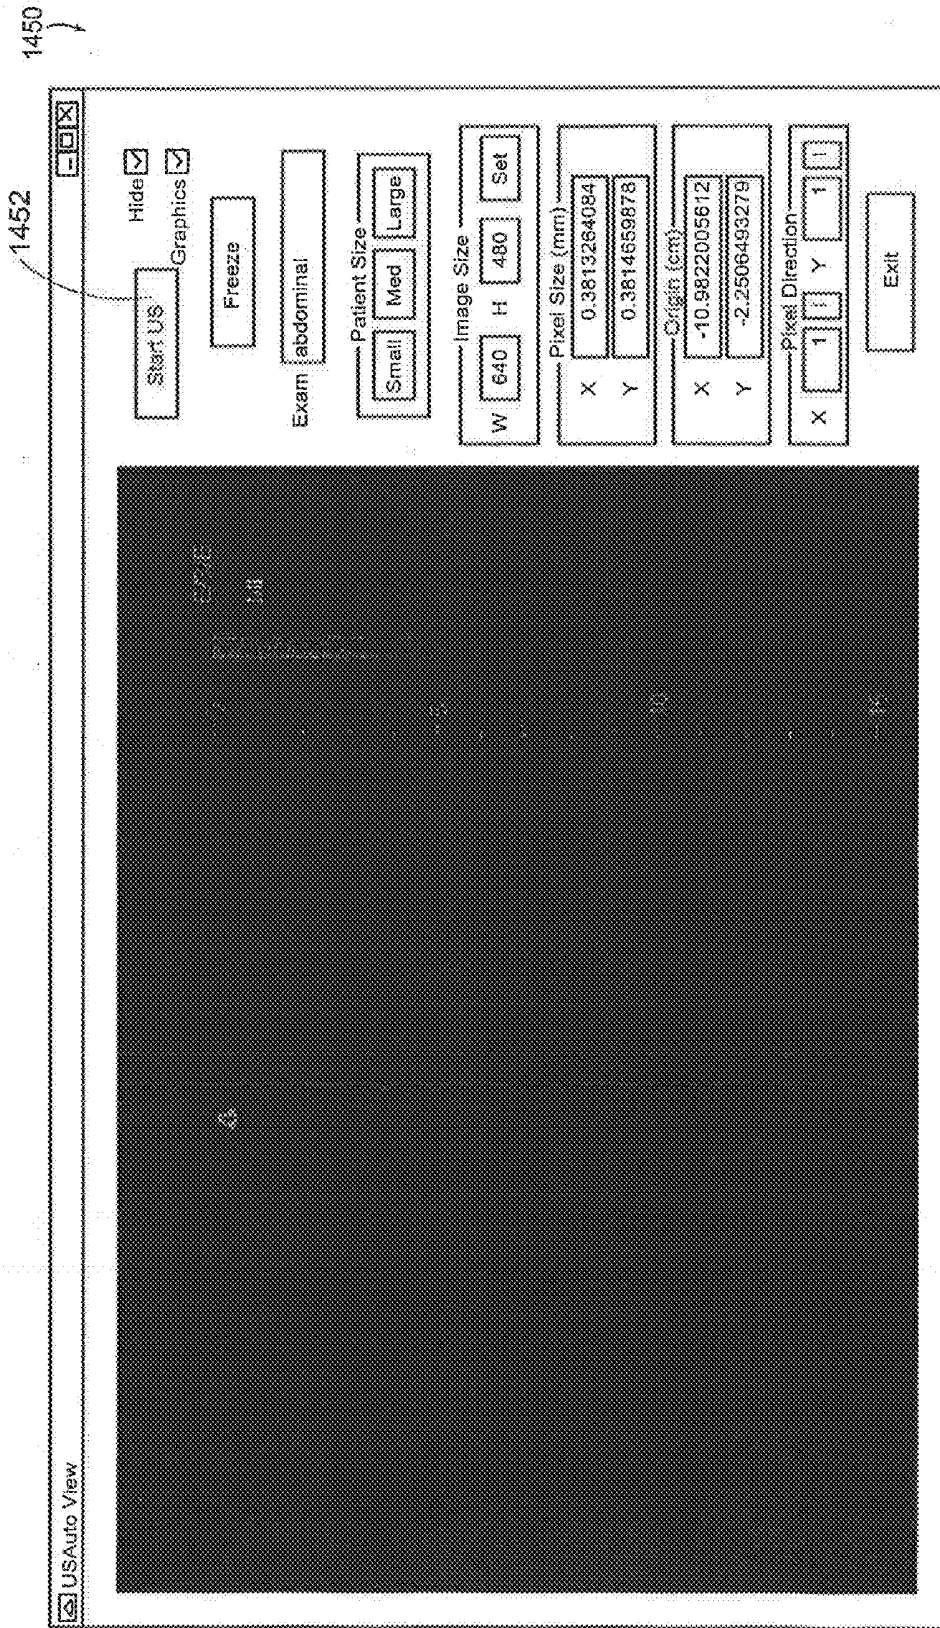 1450
1452
USAuto View
Start US
Hide
Graphics
Freeze
Exam abdominal
Patient Size
Small Med Large
Image Size
W 640 H 480 Set
Pixel Size (mm)
X 0.3813264084
Y 0.3814659878
Origin (cm)
X -10.9822005612
Y -2.2506493279
Pixel Direction
X 1 Y 1
Exit